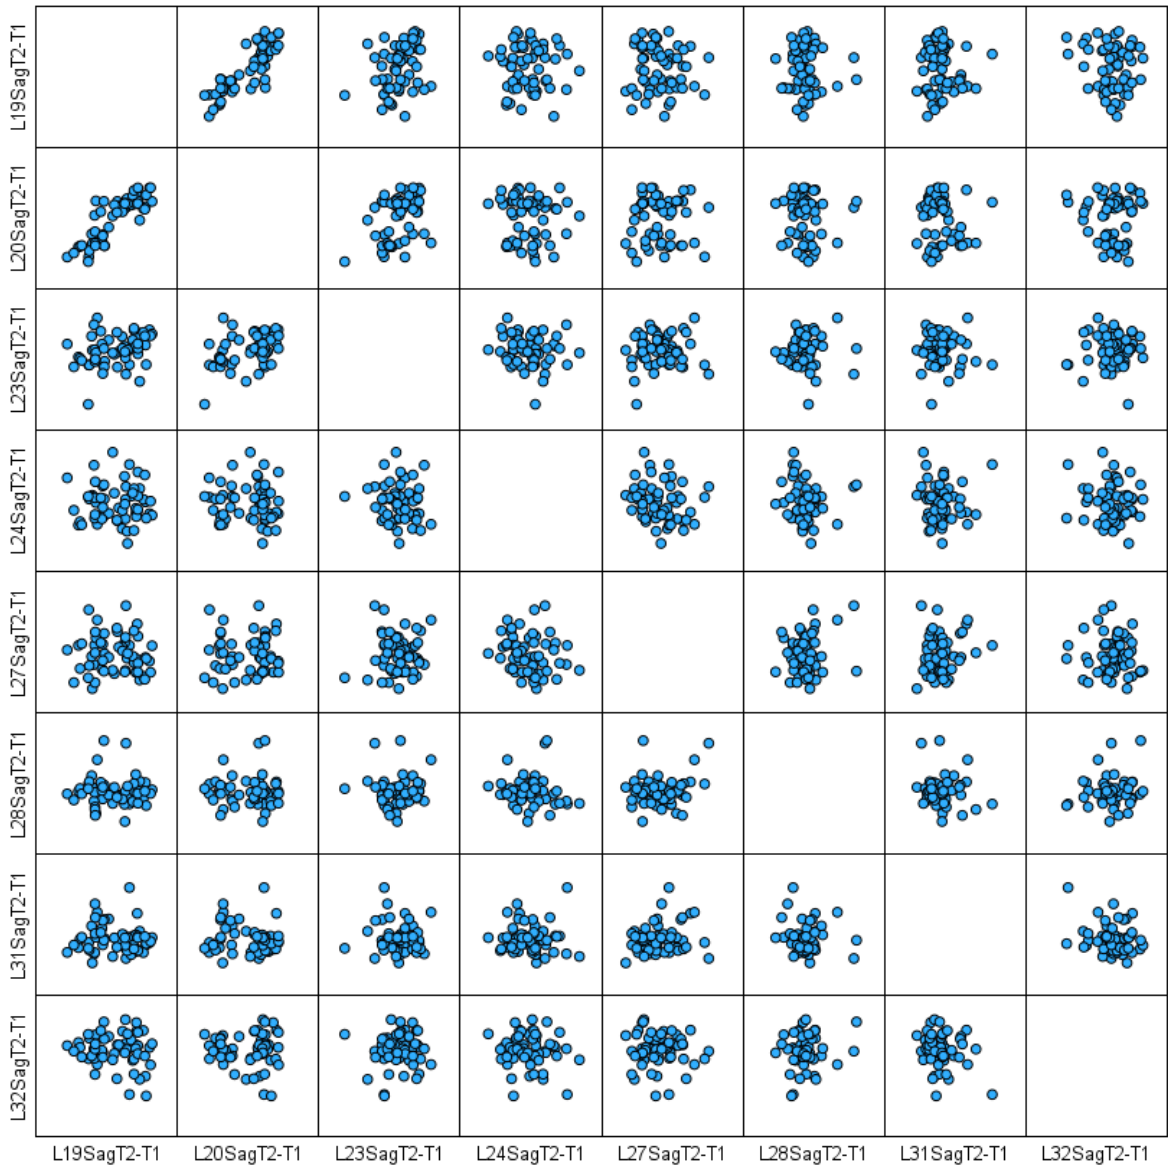 L19SagT2-T1
L20SagT2-T1
L23SagT2-T1
L24SagT2-T1
L27SagT2-T1
L28SagT2-T1
L31SagT2-T1
L32SagT2-T1
L19SagT2-T1 L20SagT2-T1 L23SagT2-T1 L24SagT2-T1 L27SagT2-T1 L28SagT2-T1 L31SagT2-T1 L32SagT2-T1